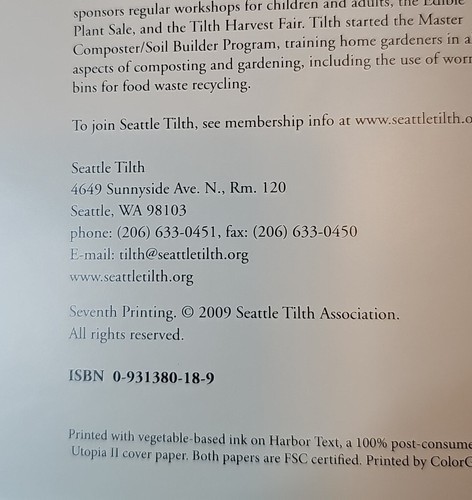 sponsors regular workshops for children and adults, the Edible
Plant Sale, and the Tilth Harvest Fair. Tilth started the Master
Composter/Soil Builder Program, training home gardeners in a
aspects of composting and gardening, including the use of wor
bins for food waste recycling.
To join Seattle Tilth, see membership info at www.seattletilth.o
Seattle Tilth
4649 Sunnyside Ave. N., Rm. 120
Seattle, WA 98103
phone: (206) 633-0451, fax: (206) 633-0450
E-mail: tilth@seattletilth.org
www.seattletilth.org
Seventh Printing. © 2009 Seattle Tilth Association.
All rights reserved.
ISBN 0-931380-18-9
Printed with vegetable-based ink on Harbor Text, a 100% post-consume
Utopia II cover paper. Both papers are FSC certified. Printed by ColorG